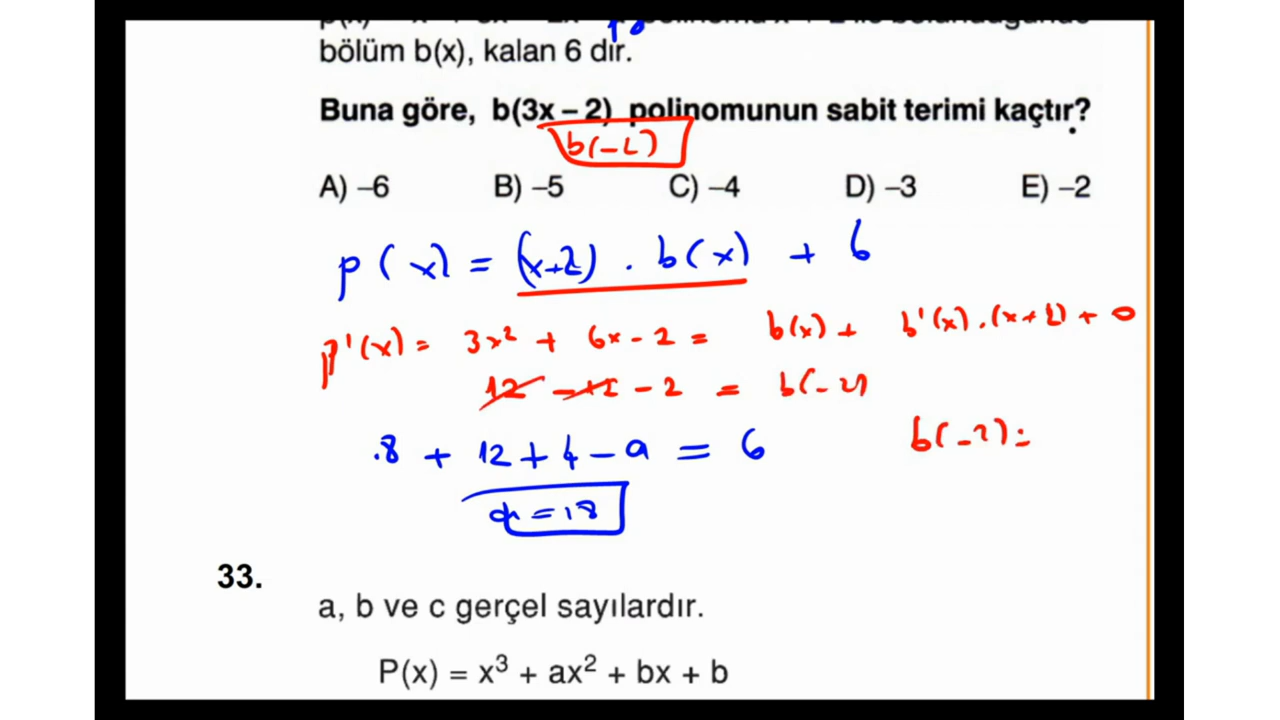 bölüm b(x), kalan 6 dır.
Buna göre, b(3x – 2) polinomunun sabit terimi kaçtır?
b(-2)
A) –6 B) –5 C) –4 D) –3 E) –2
p(x) = (x+2) . b(x) + 6
p'(x) = 3x² + 6x - 2 = b(x) + b'(x).(x+2) + 0
12 - 12 - 2 = b(-2)
b(-2) =
.8 + 12 + 4 - a = 6
a = 18
33.
a, b ve c gerçel sayılardır.
P(x) = x³ + ax² + bx + b